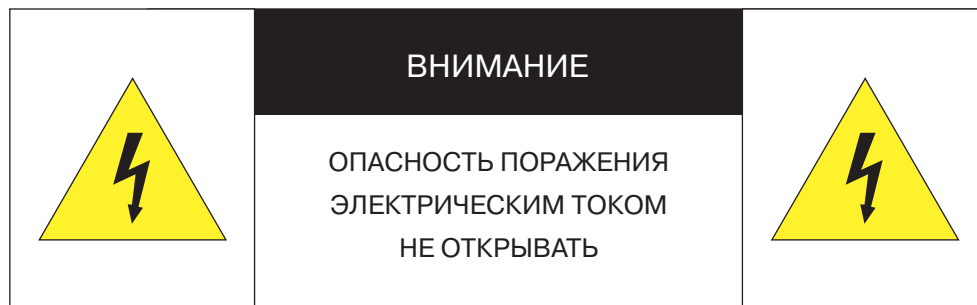 ВНИМАНИЕ
ОПАСНОСТЬ ПОРАЖЕНИЯ
ЭЛЕКТРИЧЕСКИМ ТОКОМ
НЕ ОТКРЫВАТЬ